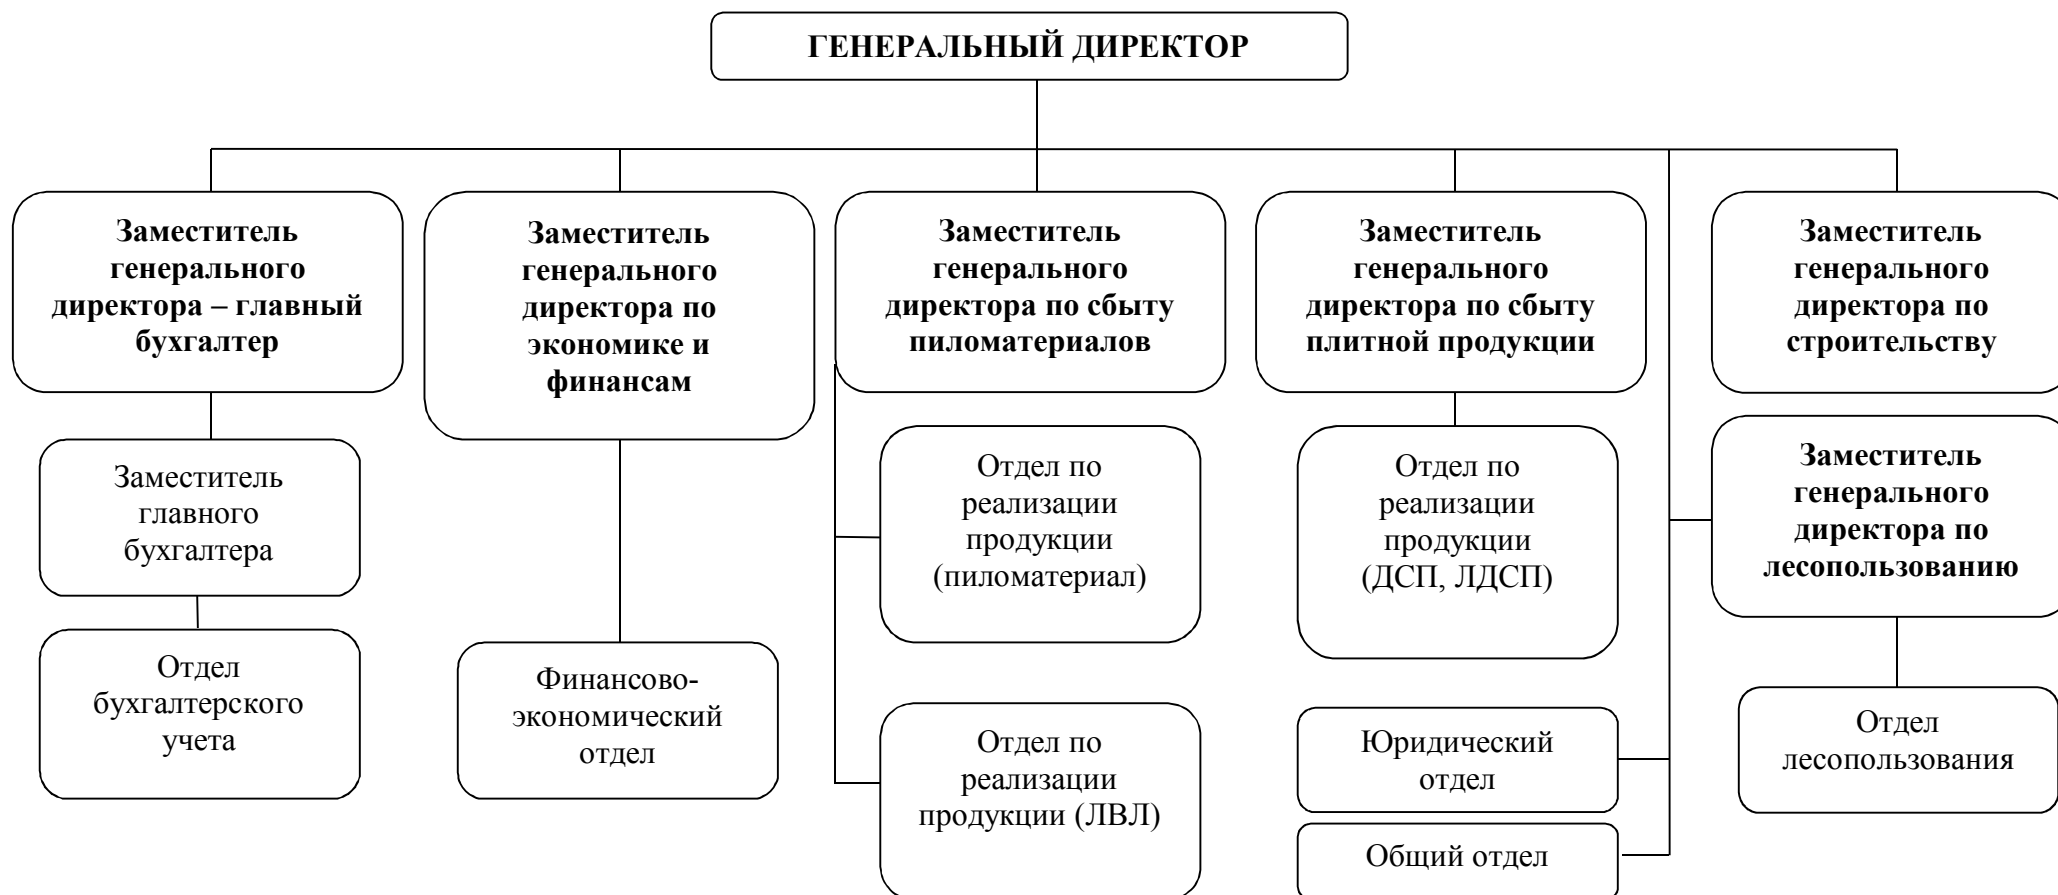 ГЕНЕРАЛЬНЫЙ ДИРЕКТОР
Заместитель
генерального
директора – главный
бухгалтер
Заместитель
генерального
директора по
экономике и
финансам
Заместитель
генерального
директора по сбыту
пиломатериалов
Заместитель
генерального
директора по сбыту
плитной продукции
Заместитель
генерального
директора по
строительству
Заместитель
главного
бухгалтера
Отдел по
реализации
продукции
(пиломатериал)
Отдел по
реализации
продукции
(ДСП, ЛДСП)
Заместитель
генерального
директора по
лесопользованию
Отдел
бухгалтерского
учета
Финансово-
экономический
отдел
Отдел по
реализации
продукции (ЛВЛ)
Юридический
отдел
Отдел
лесопользования
Общий отдел